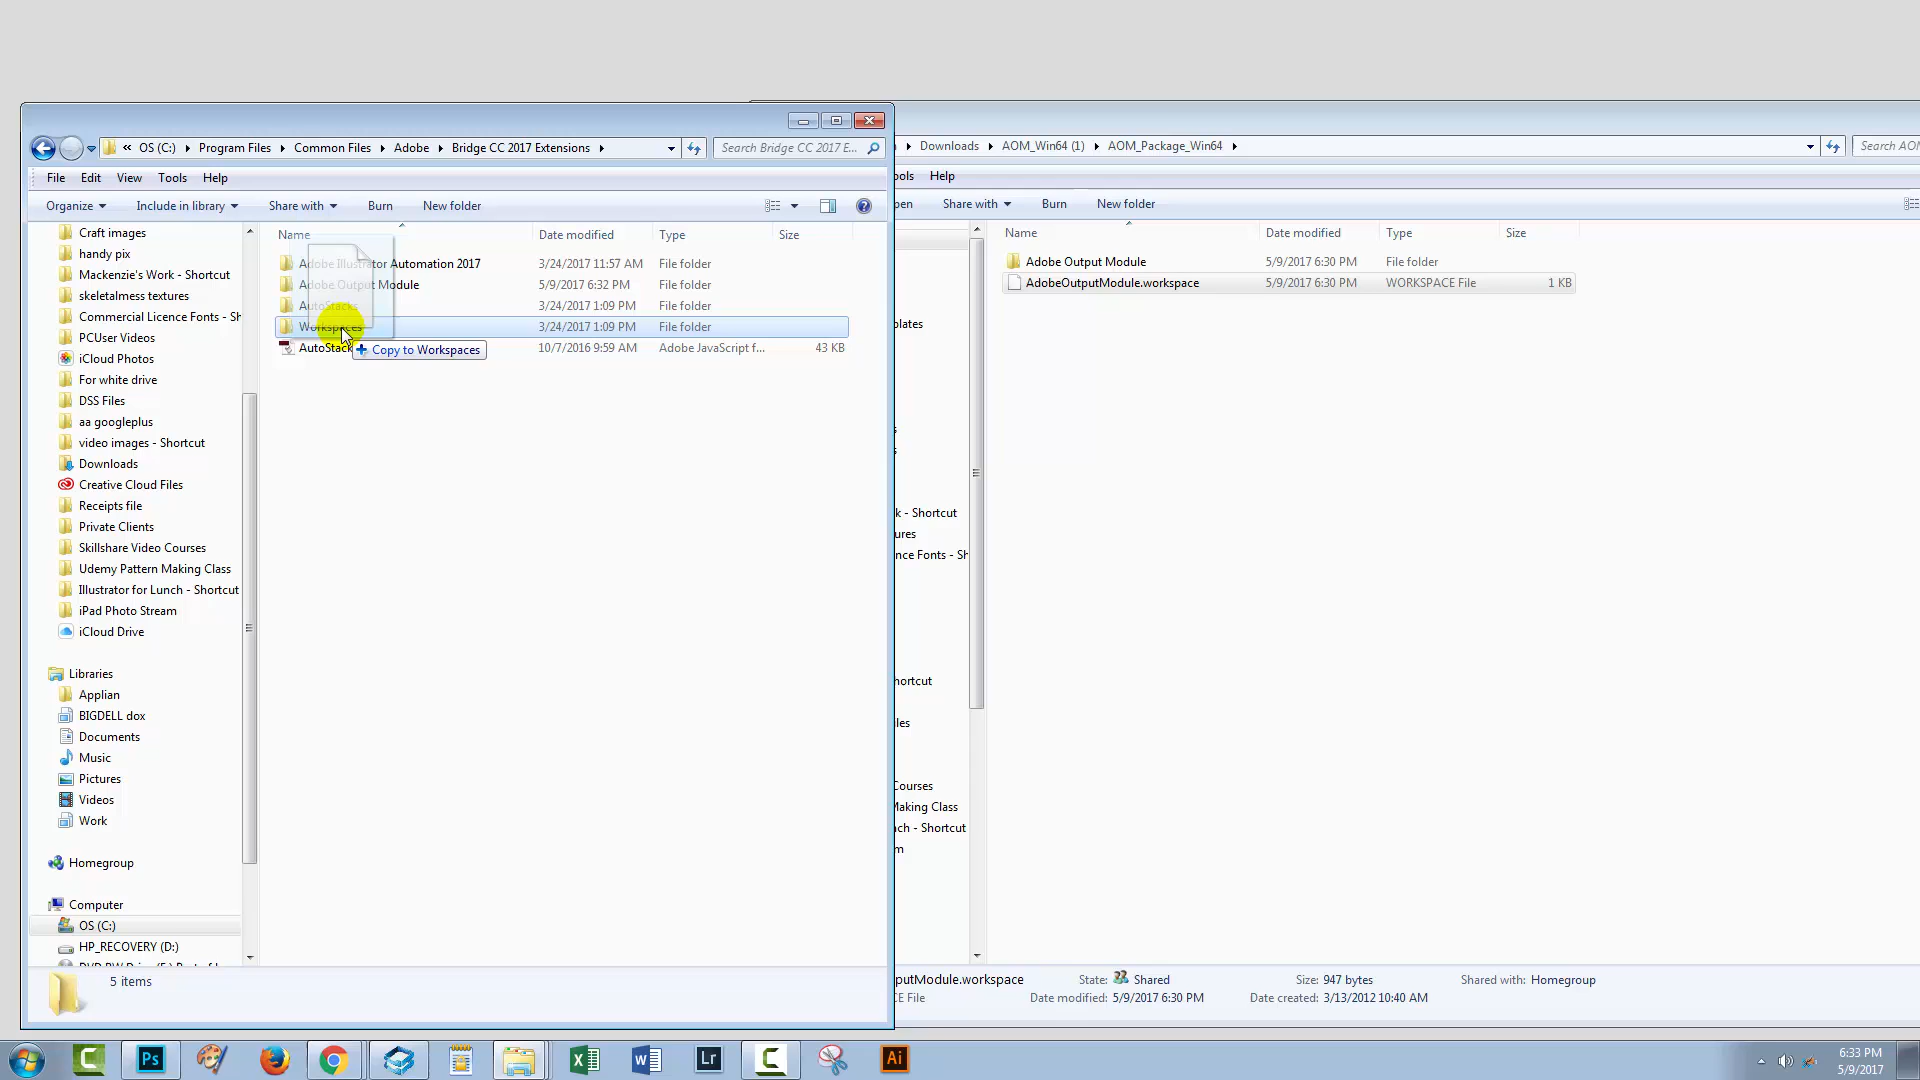 « OS (C:) Program Files Common Files Adobe Bridge CC 2017 Extensions
Search Bridge CC 2017 E...
File Edit View Tools Help
Organize Include in library Share with Burn New folder
Craft images
handy pix
Mackenzie's Work - Shortcut
skeletalmess textures
Commercial Licence Fonts - Sh
PCUser Videos
iCloud Photos
For white drive
DSS Files
aa googleplus
video images - Shortcut
Downloads
Creative Cloud Files
Receipts file
Private Clients
Skillshare Video Courses
Udemy Pattern Making Class
Illustrator for Lunch - Shortcut
iPad Photo Stream
iCloud Drive
Libraries
Applian
BIGDELL dox
Documents
Music
Pictures
Videos
Work
Homegroup
Computer
OS (C:)
HP_RECOVERY (D:)
Name Date modified Type Size
Adobe Illustrator Automation 2017 3/24/2017 11:57 AM File folder
Adobe Output Module 5/9/2017 6:32 PM File folder
AutoStacks 3/24/2017 1:09 PM File folder
Workspaces 3/24/2017 1:09 PM File folder
AutoStack 10/7/2016 9:59 AM Adobe JavaScript f... 43 KB
Copy to Workspaces
5 items
Downloads AOM_Win64 (1) AOM_Package_Win64
Search AOM
ools Help
pen Share with Burn New folder
Name Date modified Type Size
Adobe Output Module 5/9/2017 6:30 PM File folder
AdobeOutputModule.workspace 5/9/2017 6:30 PM WORKSPACE File 1 KB
plates
k - Shortcut
ures
nce Fonts - Sh
hortcut
les
Courses
Making Class
ch - Shortcut
m
putModule.workspace State: Shared Size: 947 bytes Shared with: Homegroup
E File Date modified: 5/9/2017 6:30 PM Date created: 3/13/2012 10:40 AM
C Ps Lr C Ai
6:33 PM
5/9/2017